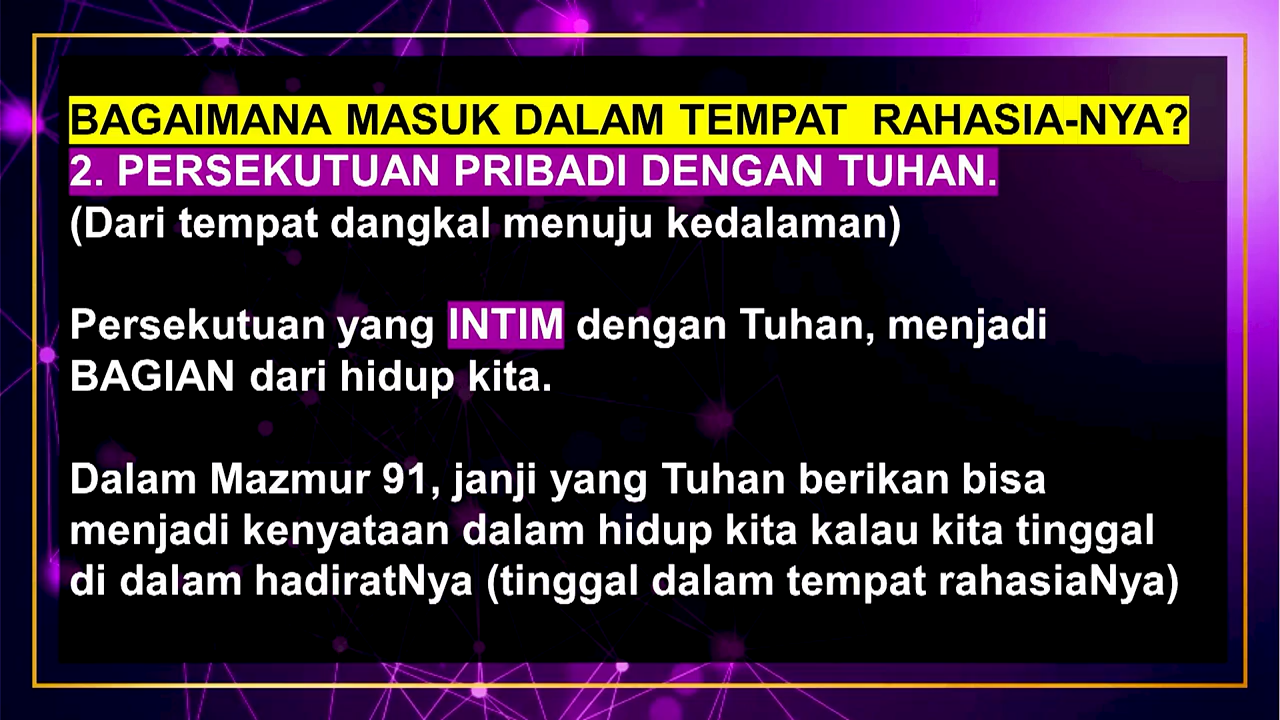 BAGAIMANA MASUK DALAM TEMPAT RAHASIA-NYA?
2. PERSEKUTUAN PRIBADI DENGAN TUHAN.
(Dari tempat dangkal menuju kedalaman)
Persekutuan yang INTIM dengan Tuhan, menjadi
BAGIAN dari hidup kita.
Dalam Mazmur 91, janji yang Tuhan berikan bisa
menjadi kenyataan dalam hidup kita kalau kita tinggal
di dalam hadiratNya (tinggal dalam tempat rahasiaNya)